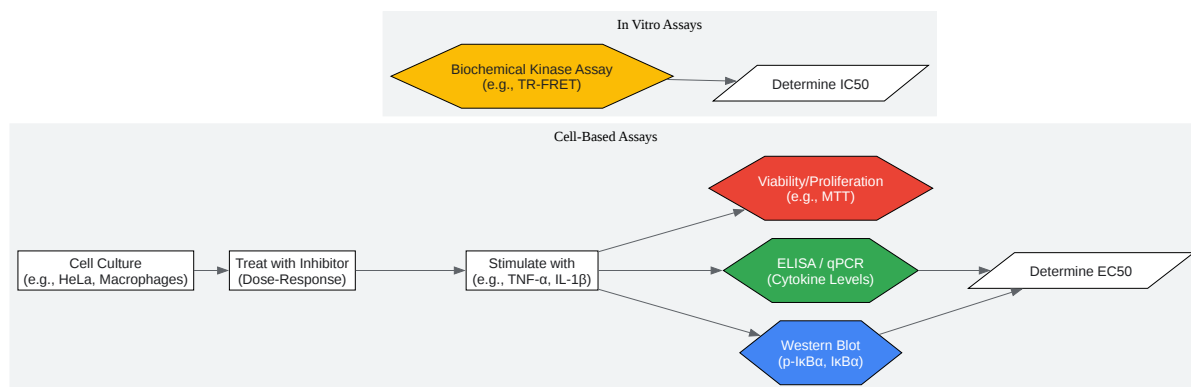 In Vitro Assays
Biochemical Kinase Assay
(e.g., TR-FRET)
Determine IC50
Cell-Based Assays
Cell Culture
(e.g., HeLa, Macrophages)
Treat with Inhibitor
(Dose-Response)
Stimulate with
(e.g., TNF-α, IL-1β)
Viability/Proliferation
(e.g., MTT)
ELISA / qPCR
(Cytokine Levels)
Western Blot
(p-IκBα, IκBα)
Determine EC50